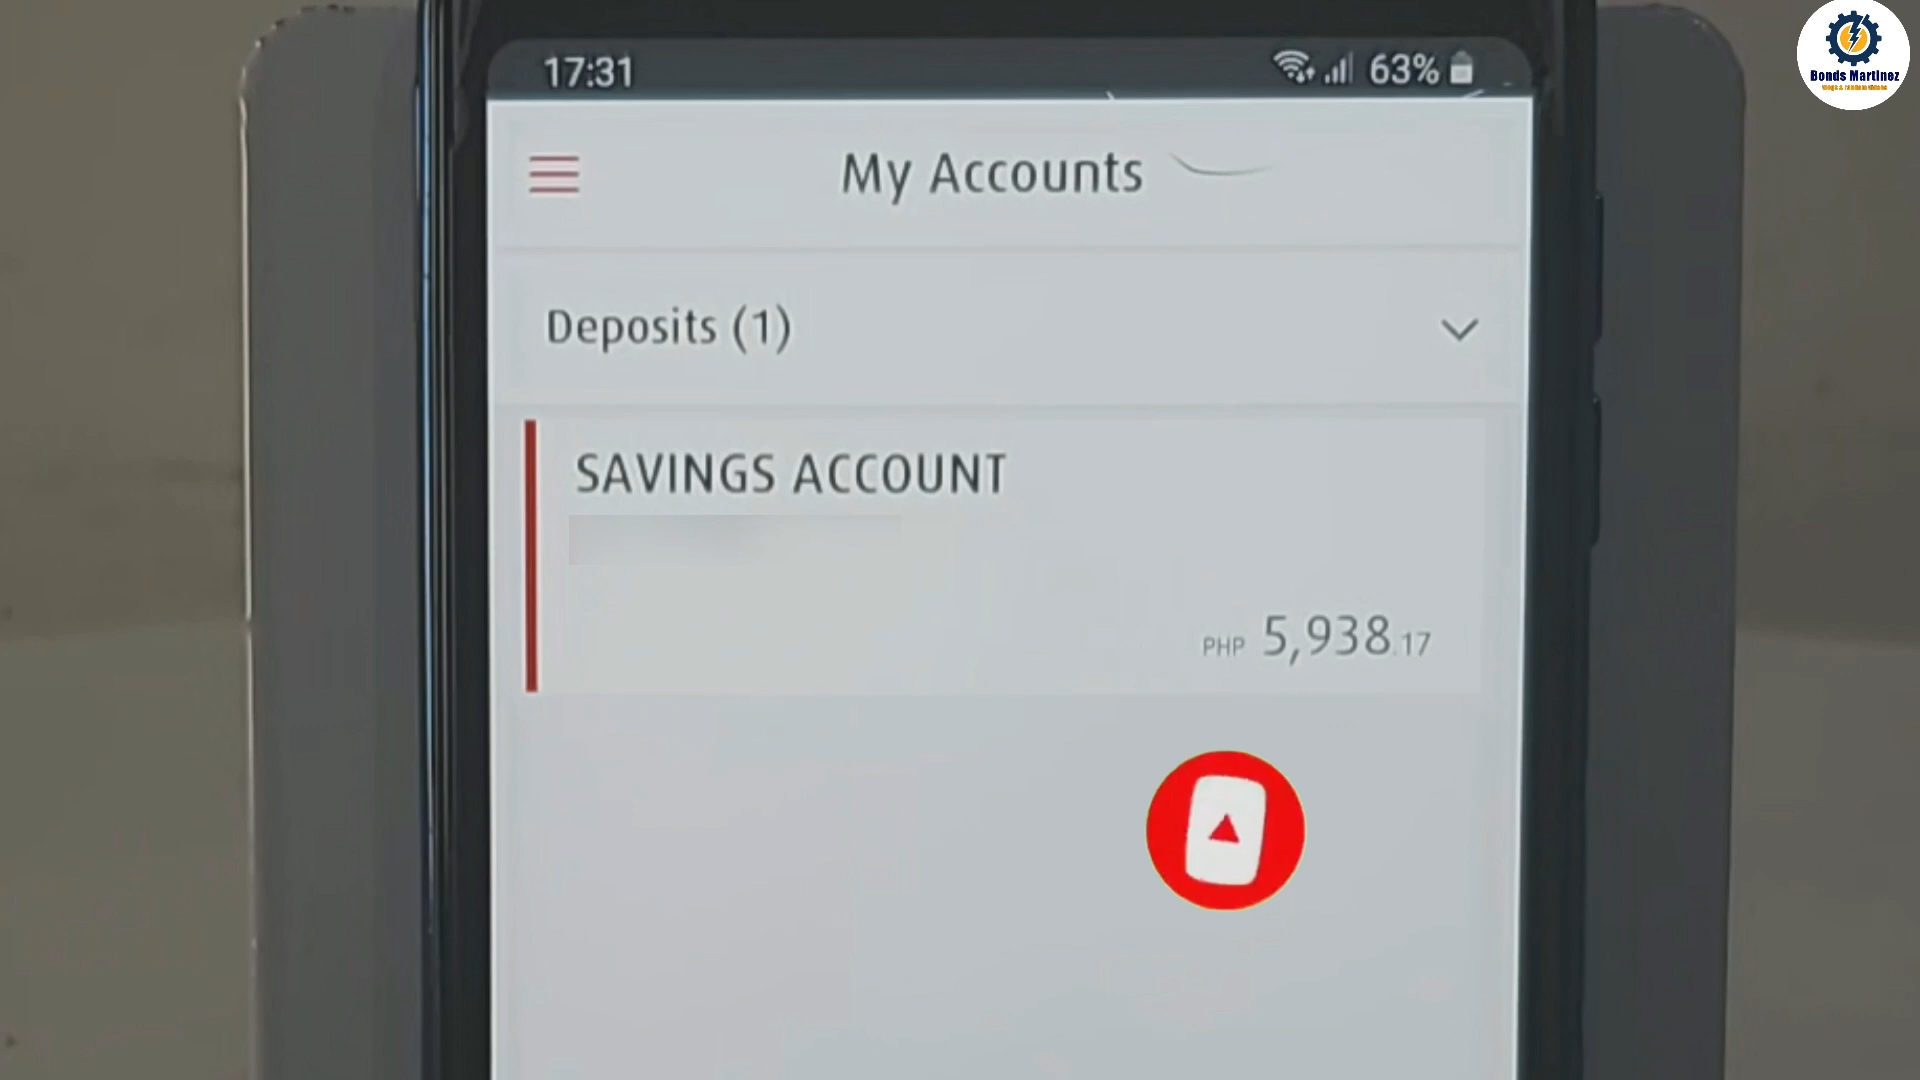 17:31
63%
Bonds Martinez
My Accounts
Deposits (1)
SAVINGS ACCOUNT
PHP 5,938.17